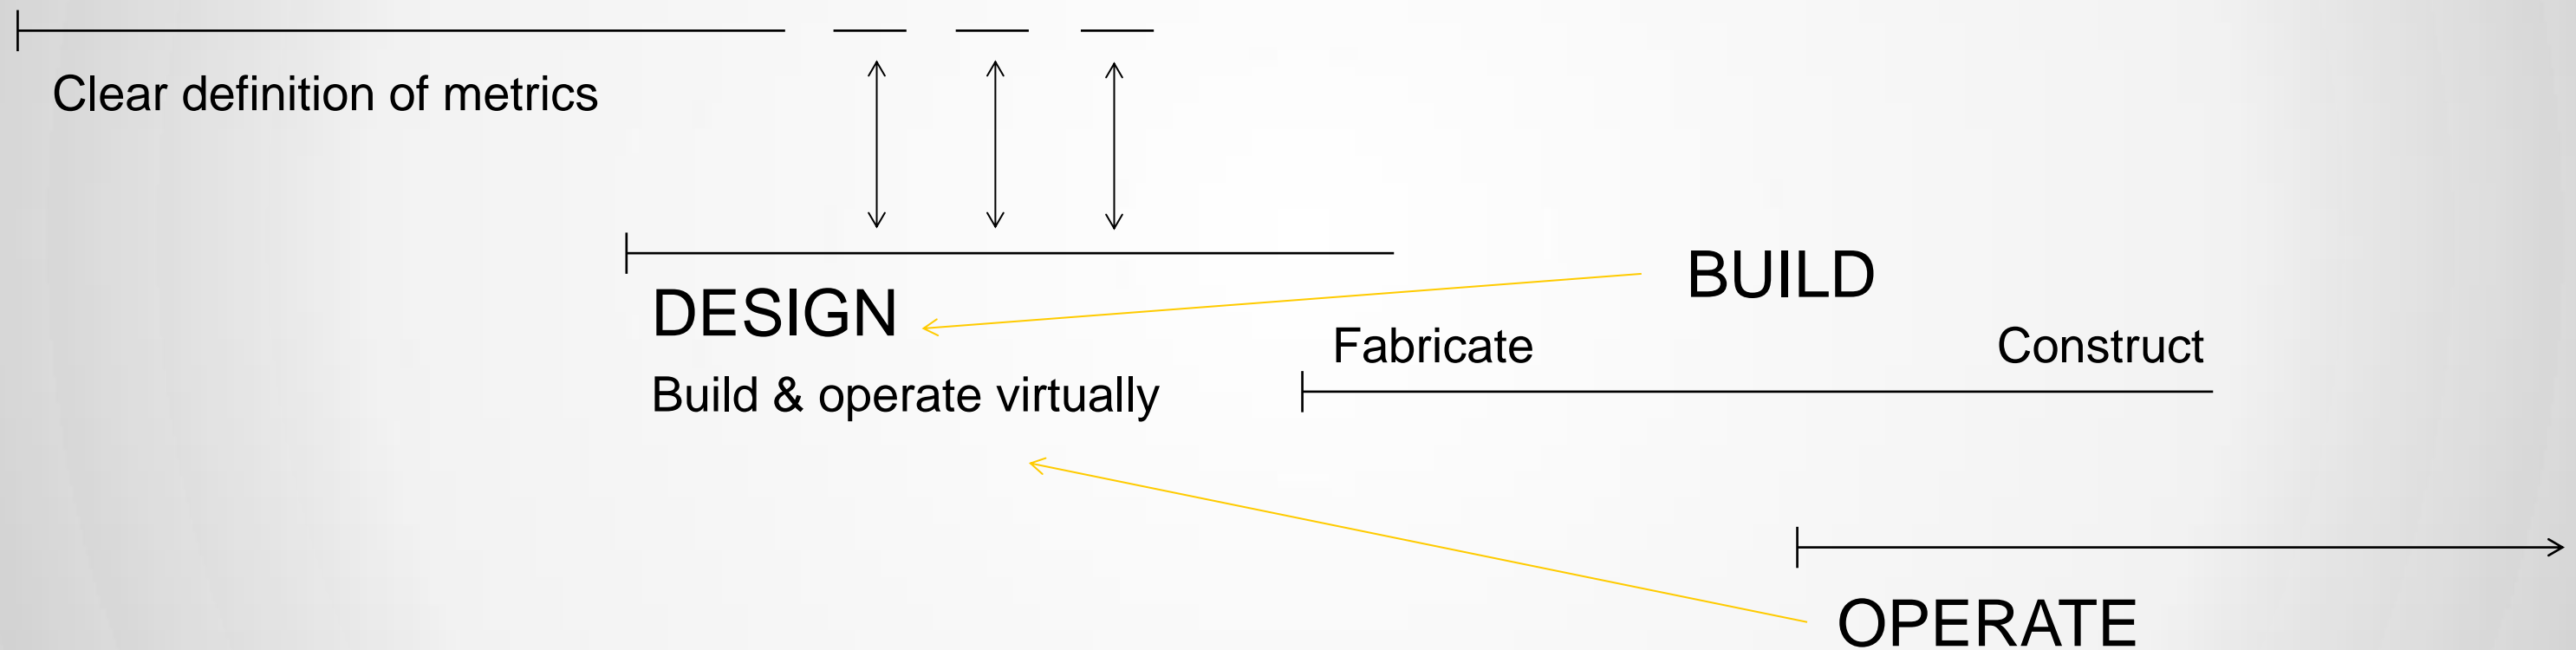 Clear definition of metrics
DESIGN
Build & operate virtually
BUILD
Fabricate
Construct
OPERATE